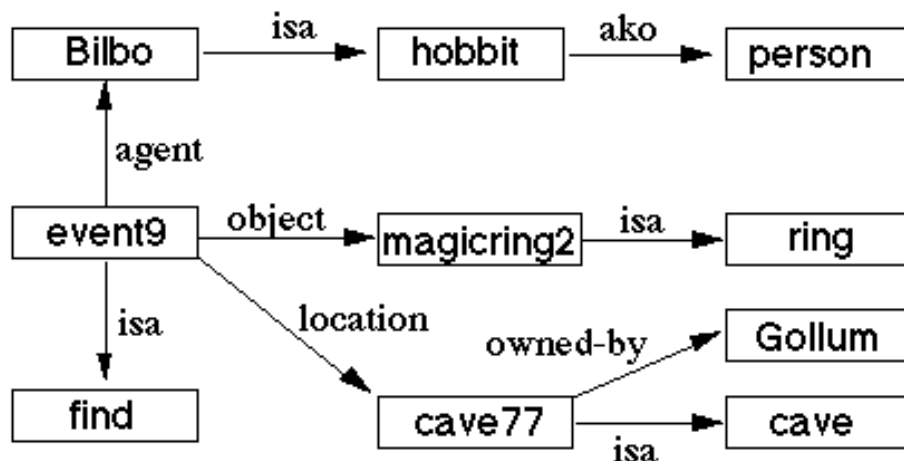 Bilbo isa hobbit ako person
agent
event9 object magicring2 isa ring
isa location owned-by Gollum
find cave77 isa cave